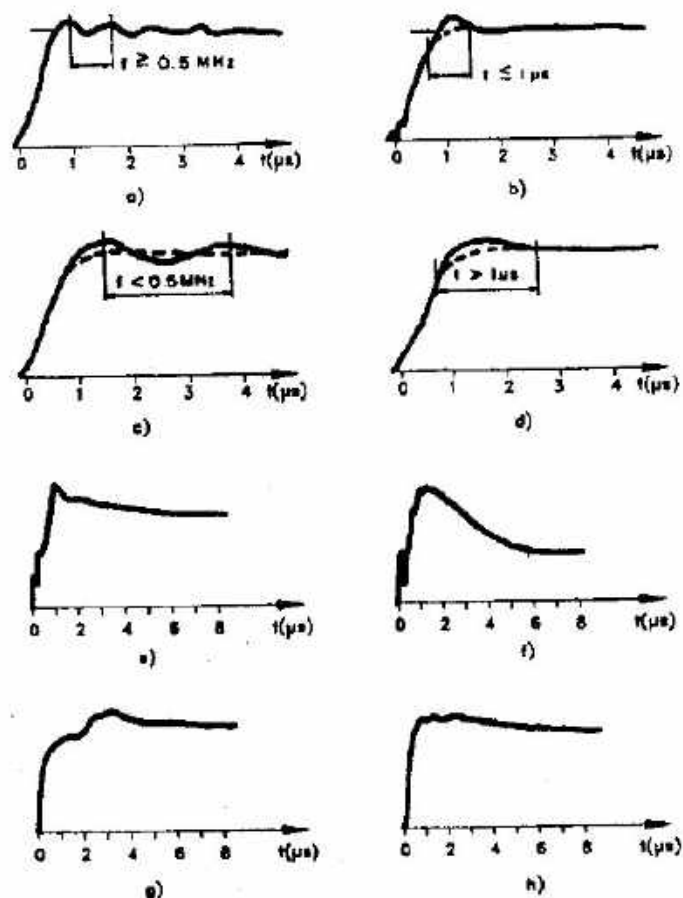 f ≥ 0.5 MHz
t ≤ 1 µs
0 1 2 3 4 t(µs)
0 1 2 3 4 t(µs)
a)
b)
f < 0.5 MHz
t > 1 µs
0 1 2 3 4 t(µs)
0 1 2 3 4 t(µs)
c)
d)
0 2 4 6 8 t(µs)
0 2 4 6 8 t(µs)
e)
f)
0 2 4 6 8 t(µs)
0 2 4 6 8 t(µs)
g)
h)